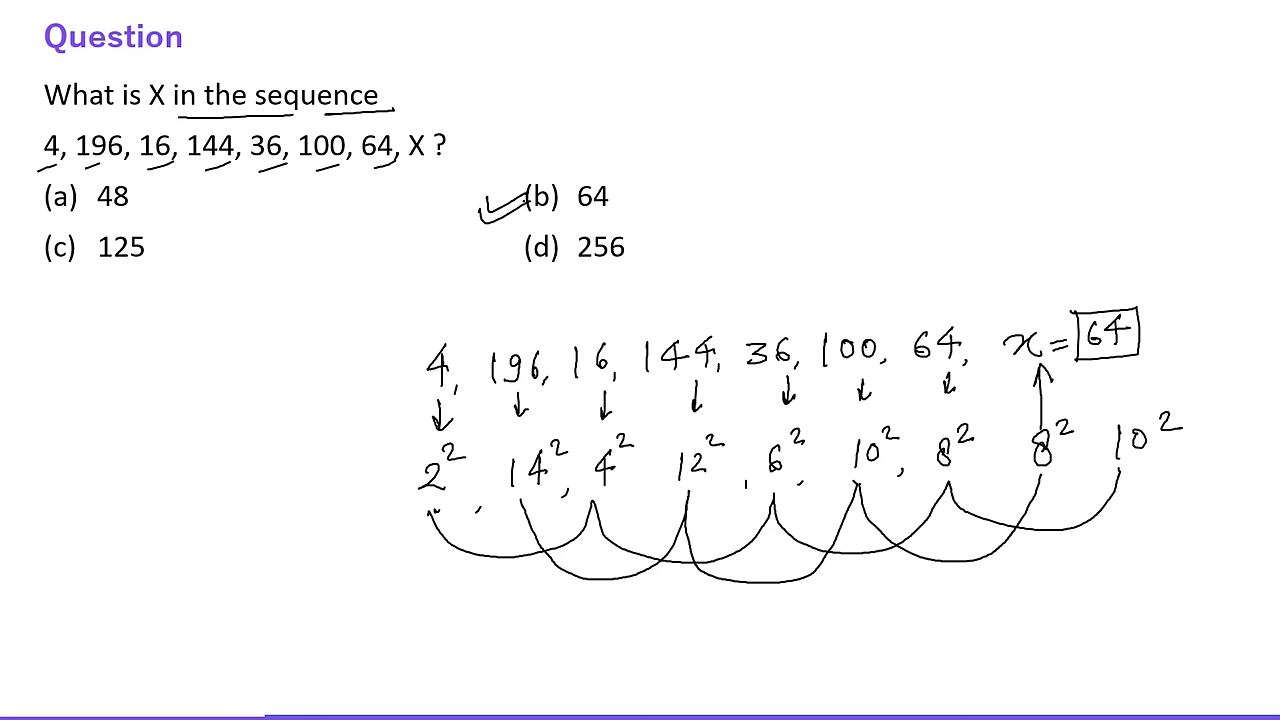 Question
What is X in the sequence
4, 196, 16, 144, 36, 100, 64, X ?
(a) 48
(b) 64
(c) 125
(d) 256
4, 196, 16, 144, 36, 100, 64, x = 64
2², 14², 4² 12², 6², 10², 8² 8² 10²